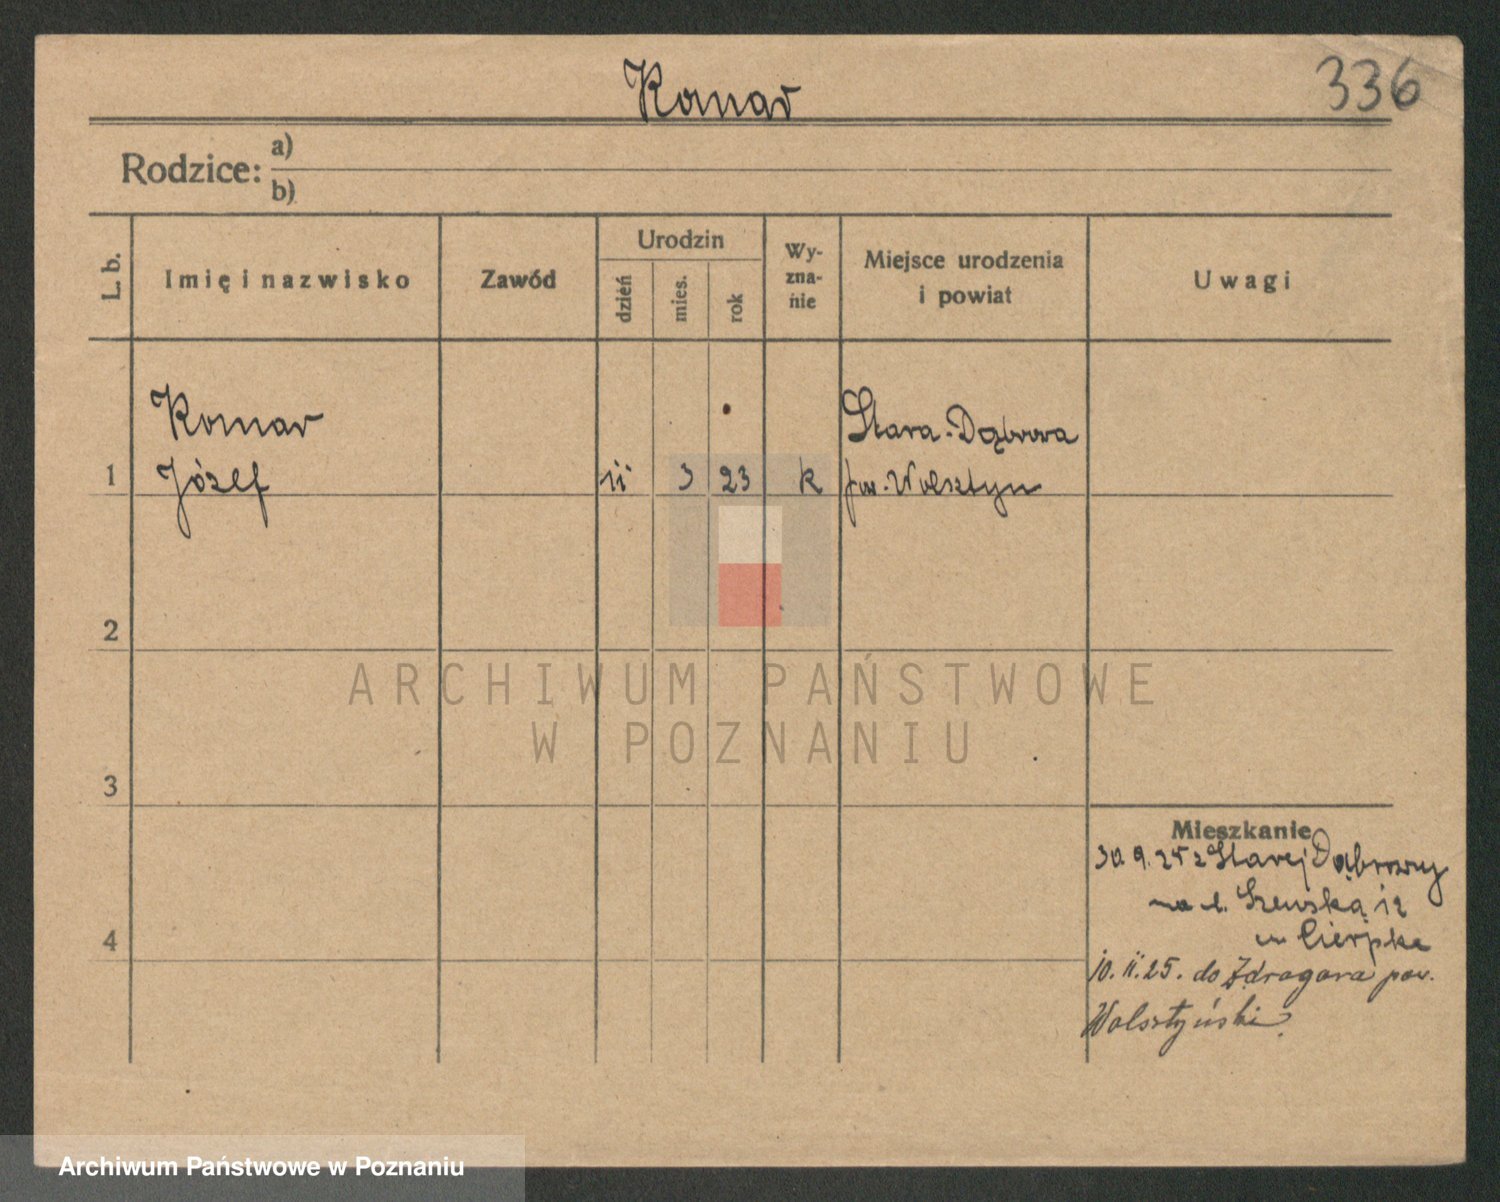 Komar
336
Rodzice: a)
b)
L. b.
Imię i nazwisko
Zawód
Urodzin
dzień
mies.
rok
Wy-
zna-
nie
Miejsce urodzenia
i powiat
Uwagi
Komar
Stara-Dąbrowa
1 Józef 11 3 23 k pow. Wolsztyn
2
ARCHIWUM PAŃSTWOWE
W POZNANIU
3
Mieszkanie
30 9. 25 z Starej Dąbrowy
na ul. Szewską 12
4
10. 11. 25. do Zdrogora pow.
Wolsztyński
Archiwum Państwowe w Poznaniu